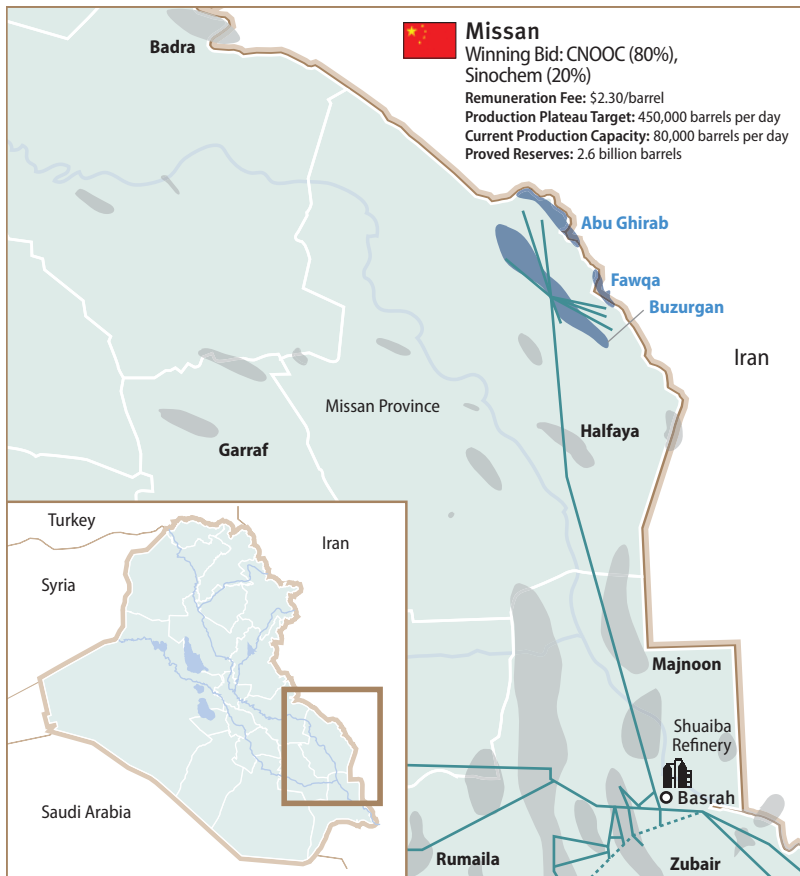 Missan
Winning Bid: CNOOC (80%),
Sinochem (20%)
Remuneration Fee: $2.30/barrel
Production Plateau Target: 450,000 barrels per day
Current Production Capacity: 80,000 barrels per day
Proved Reserves: 2.6 billion barrels
Badra
Abu Ghirab
Fawqa
Buzurgan
Iran
Missan Province
Halfaya
Garraf
Turkey
Iran
Syria
Saudi Arabia
Majnoon
Shuaiba
Refinery
Basrah
Rumaila
Zubair